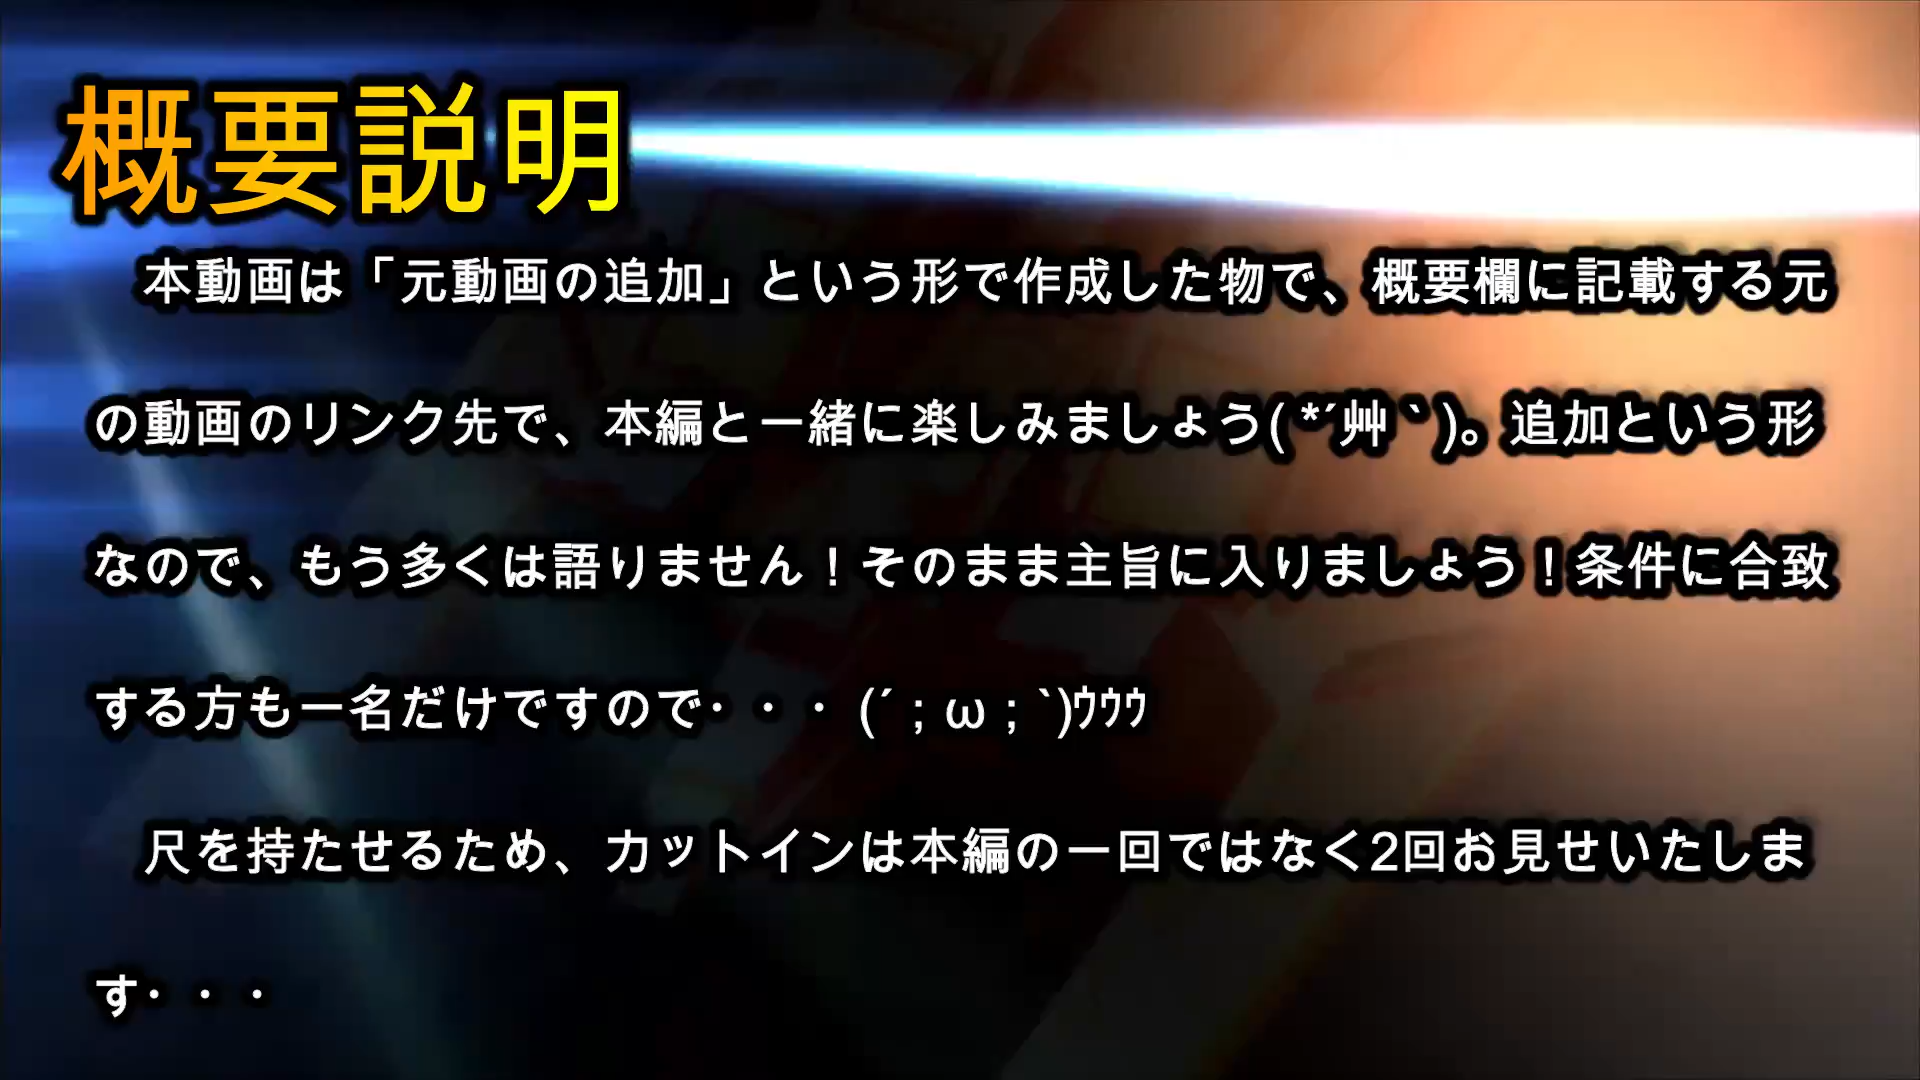 概要説明
　本動画は「元動画の追加」という形で作成した物で、概要欄に記載する元
の動画のリンク先で、本編と一緒に楽しみましょう( *´艸｀)。追加という形
なので、もう多くは語りません！そのまま主旨に入りましょう！条件に合致
する方も一名だけですので・・・ (´；ω；`)ｳｳｳ
　尺を持たせるため、カットインは本編の一回ではなく2回お見せいたしま
す・・・